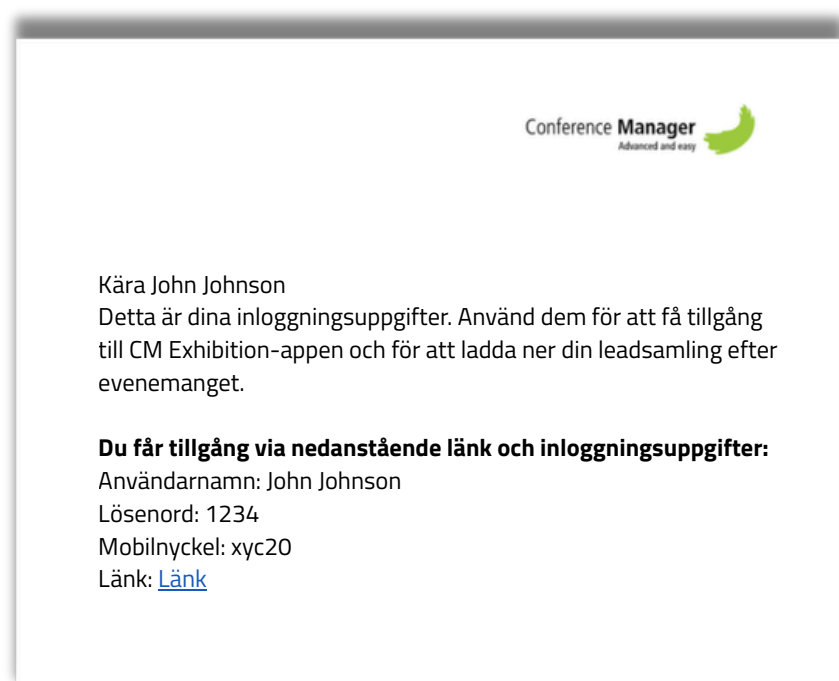 Conference Manager
Advanced and easy
Kära John Johnson
Detta är dina inloggningsuppgifter. Använd dem för att få tillgång
till CM Exhibition-appen och för att ladda ner din leadsamling efter
evenemanget.
Du får tillgång via nedanstående länk och inloggningsuppgifter:
Användarnamn: John Johnson
Lösenord: 1234
Mobilnyckel: xyc20
Länk: Länk